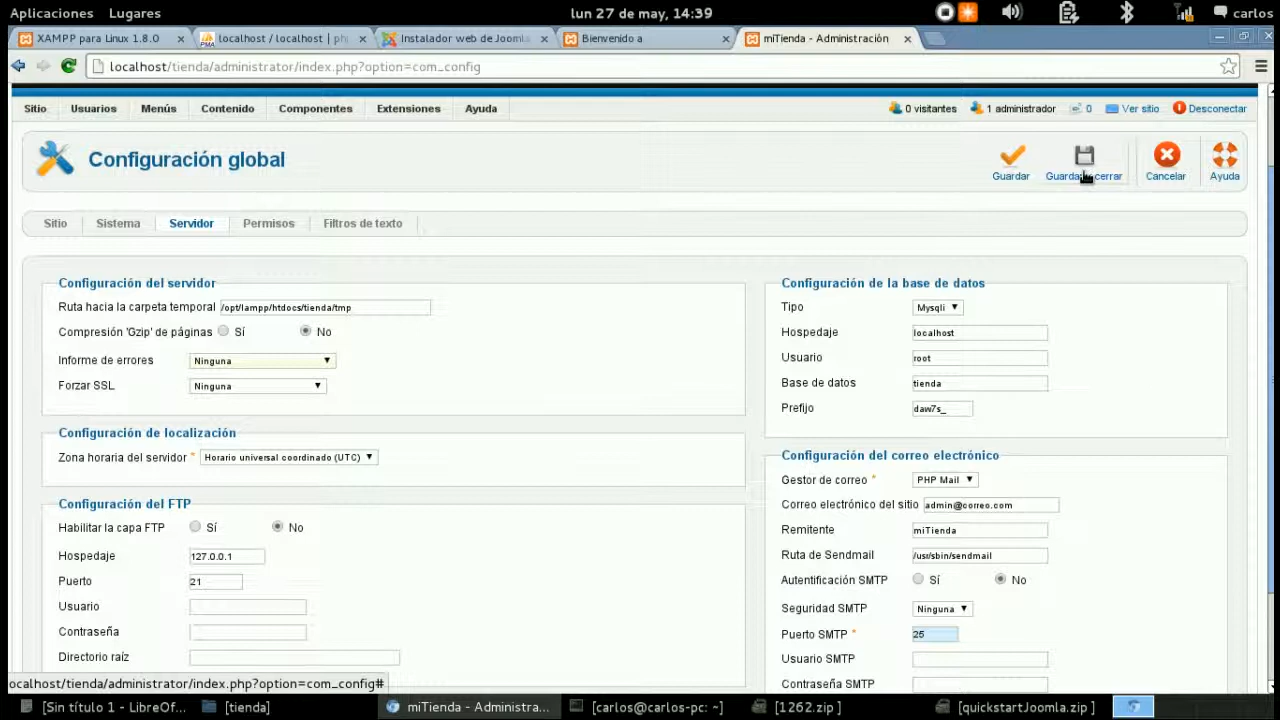 Aplicaciones Lugares lun 27 de may, 14:39 carlos
XAMPP para Linux 1.8.0 localhost / localhost | ph Instalador web de Jooml Bienvenido a miTienda - Administración
localhost/tienda/administrator/index.php?option=com_config
Sitio Usuarios Menús Contenido Componentes Extensiones Ayuda 0 visitantes 1 administrador 0 Ver sitio Desconectar
Configuración global
Guardar cerrar Cancelar Ayuda
Sitio Sistema Servidor Permisos Filtros de texto
Configuración del servidor
Ruta hacia la carpeta temporal /opt/lampp/htdocs/tienda/tmp
Compresión 'Gzip' de páginas Sí No
Informe de errores Ninguna
Forzar SSL Ninguna
Configuración de localización
Zona horaria del servidor * Horario universal coordinado (UTC)
Configuración del FTP
Habilitar la capa FTP Sí No
Hospedaje 127.0.0.1
Puerto 21
Usuario
Contraseña
Directorio raíz
Configuración de la base de datos
Tipo Mysqli
Hospedaje localhost
Usuario root
Base de datos tienda
Prefijo daw7s_
Configuración del correo electrónico
Gestor de correo * PHP Mail
Correo electrónico del sitio admin@correo.com
Remitente miTienda
Ruta de Sendmail /usr/sbin/sendmail
Autentificación SMTP Sí No
Seguridad SMTP Ninguna
Puerto SMTP * 25
Usuario SMTP
Contraseña SMTP
ocalhost/tienda/administrator/index.php?option=com_config#
[Sin título 1 - LibreOf... [tienda] miTienda - Administra... [carlos@carlos-pc: ~] [1262.zip ] [quickstartJoomla.zip ]